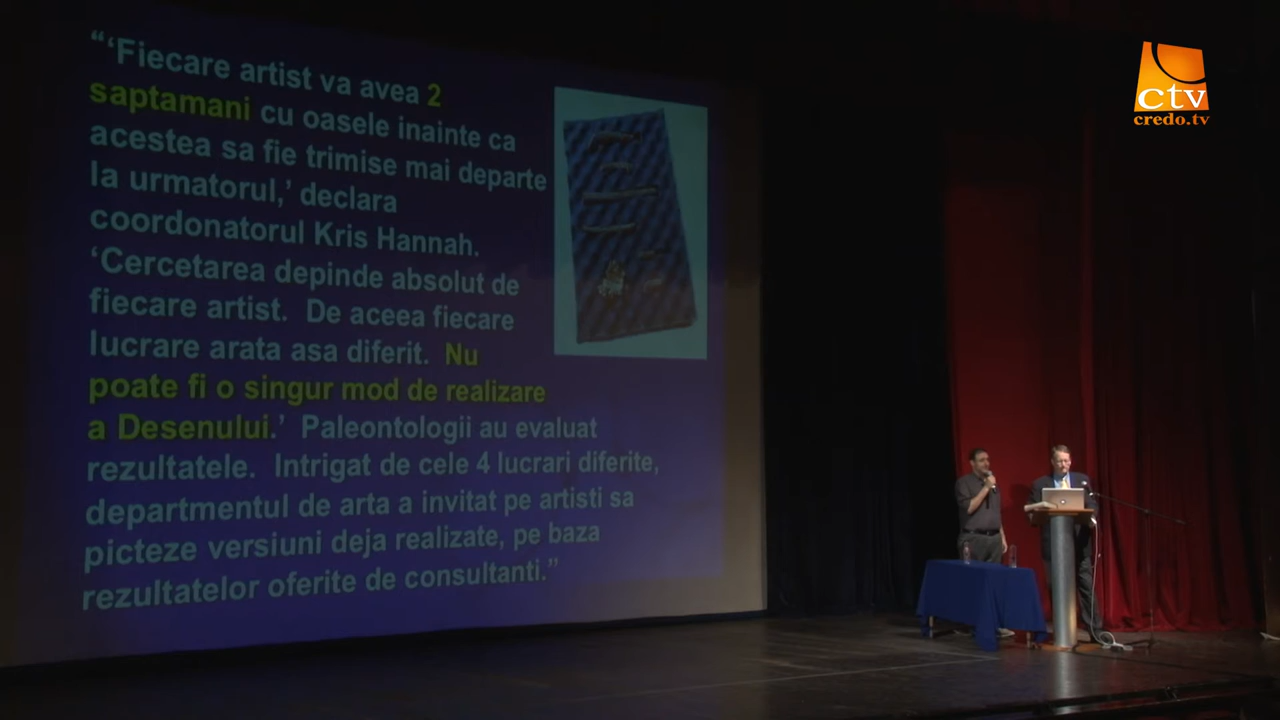 “‘Fiecare artist va avea 2
saptamani cu oasele inainte ca
acestea sa fie trimise mai departe
la urmatorul,’ declara
coordonatorul Kris Hannah.
‘Cercetarea depinde absolut de
fiecare artist. De aceea fiecare
lucrare arata asa diferit. Nu
poate fi o singur mod de realizare
a Desenului.’ Paleontologii au evaluat
rezultatele. Intrigat de cele 4 lucrari diferite,
departmentul de arta a invitat pe artisti sa
picteze versiuni deja realizate, pe baza
rezultatelor oferite de consultanti.”
ctv
credo.tv